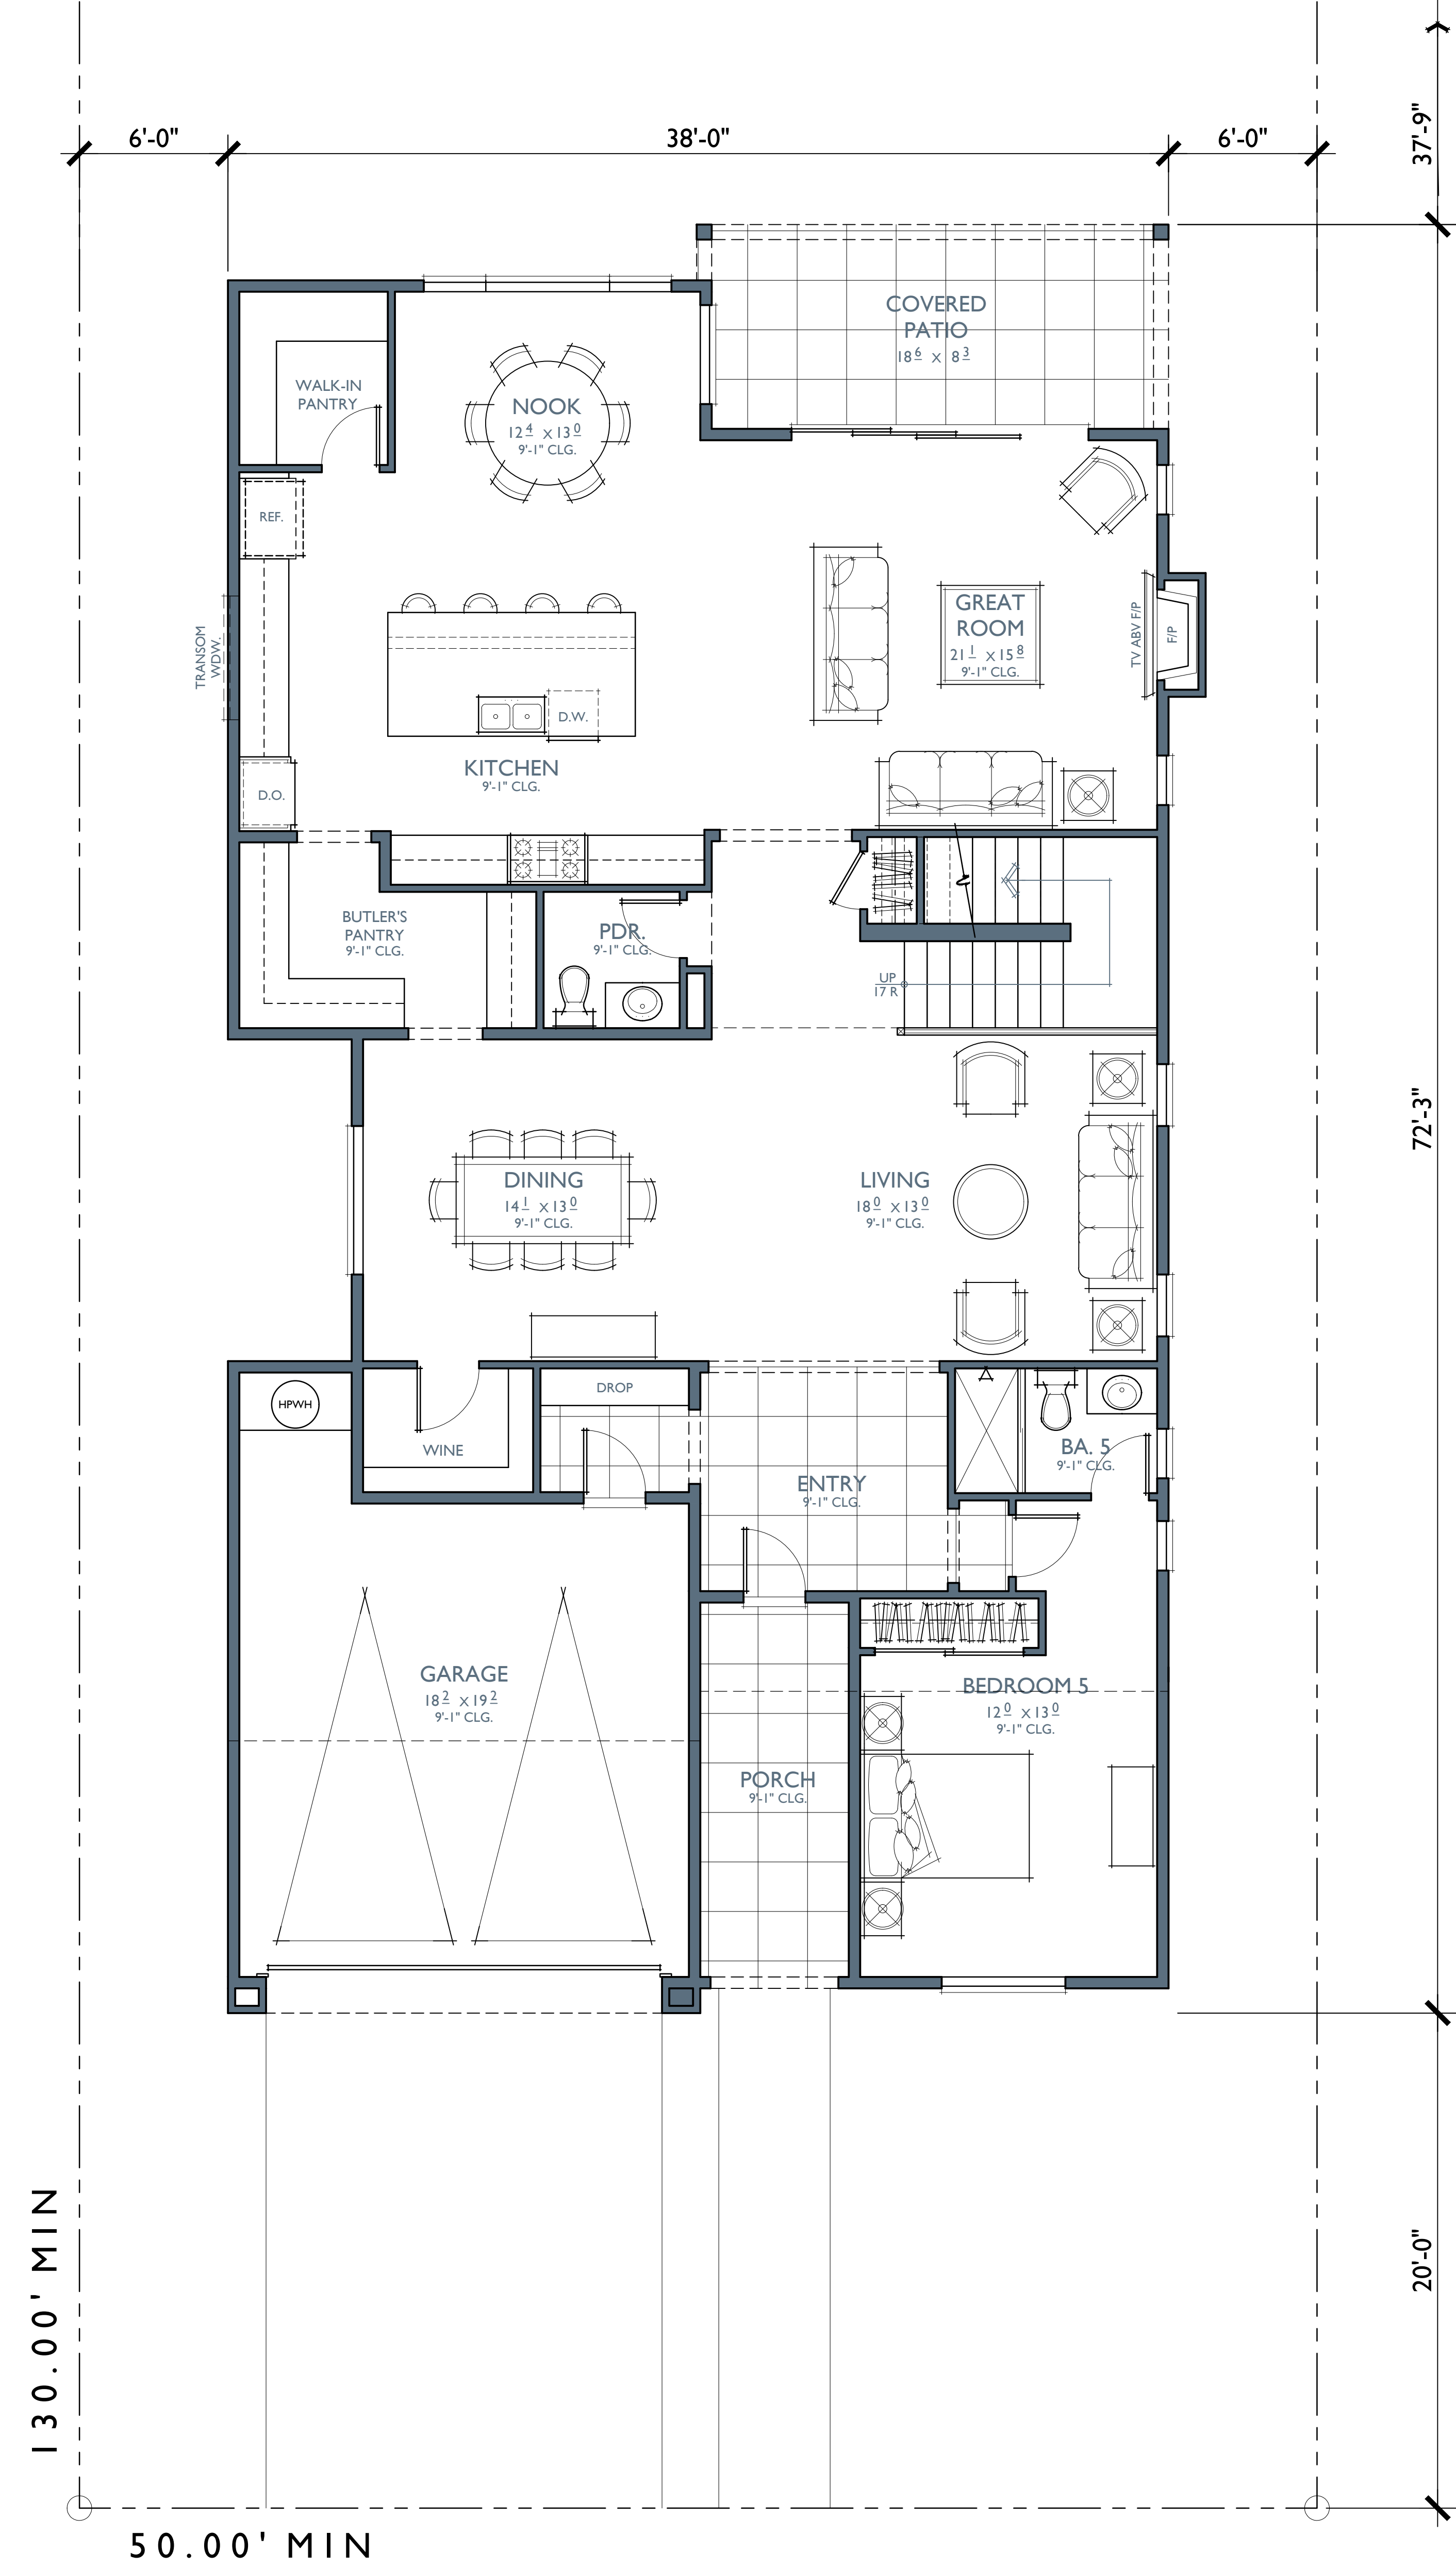 37'-9"
6'-0"
38'-0"
6'-0"
COVERED
PATIO
18 6 X 8 3
WALK-IN
PANTRY
NOOK
12 4 X 13 0
9'-1" CLG.
REF.
TRANSOM
WDW.
GREAT
ROOM
21 1 X 15 8
9'-1" CLG.
TV ABV F/P
F/P
D.W.
KITCHEN
9'-1" CLG.
D.O.
BUTLER'S
PANTRY
9'-1" CLG.
PDR.
9'-1" CLG.
UP
17 R
72'-3"
DINING
14 1 X 13 0
9'-1" CLG.
LIVING
18 0 X 13 0
9'-1" CLG.
HPWH
DROP
WINE
BA. 5
9'-1" CLG.
ENTRY
9'-1" CLG.
GARAGE
18 2 X 19 2
9'-1" CLG.
BEDROOM 5
12 0 X 13 0
9'-1" CLG.
PORCH
9'-1" CLG.
20'-0"
130.00' MIN
50.00' MIN